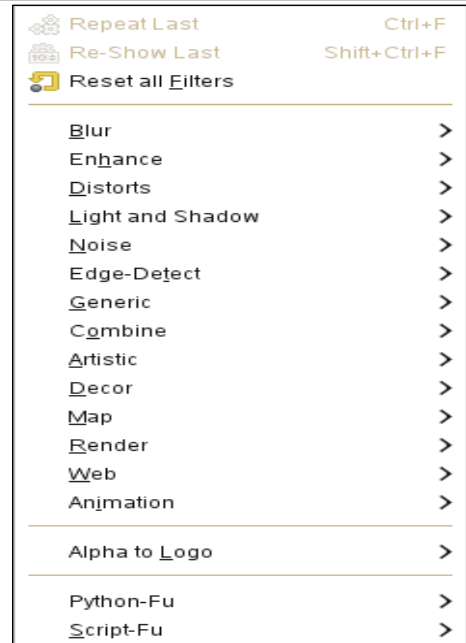 Repeat Last Ctrl+F
Re-Show Last Shift+Ctrl+F
Reset all Filters
Blur
Enhance
Distorts
Light and Shadow
Noise
Edge-Detect
Generic
Combine
Artistic
Decor
Map
Render
Web
Animation
Alpha to Logo
Python-Fu
Script-Fu